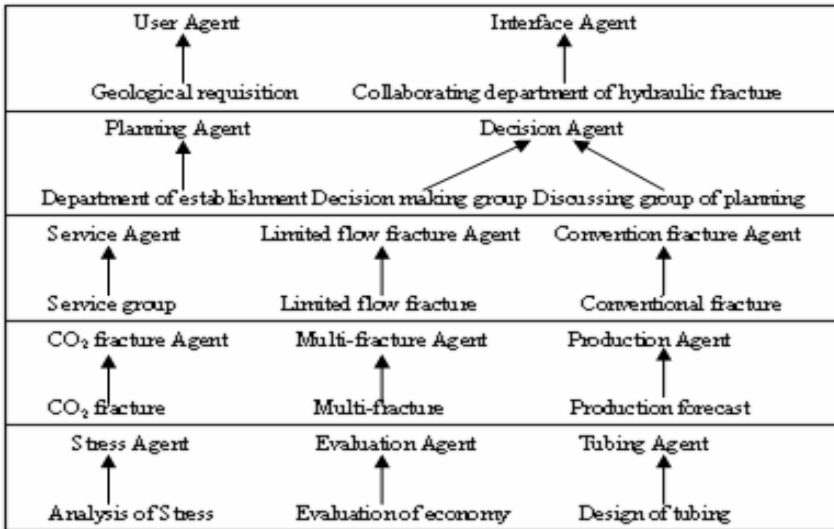 User Agent Interface Agent
Geological requisition Collaborating department of hydraulic fracture
Planning Agent Decision Agent
Department of establishment Decision making group Discussing group of planning
Service Agent Limited flow fracture Agent Convention fracture Agent
Service group Limited flow fracture Conventional fracture
CO₂ fracture Agent Multi-fracture Agent Production Agent
CO₂ fracture Multi-fracture Production forecast
Stress Agent Evaluation Agent Tubing Agent
Analysis of Stress Evaluation of economy Design of tubing